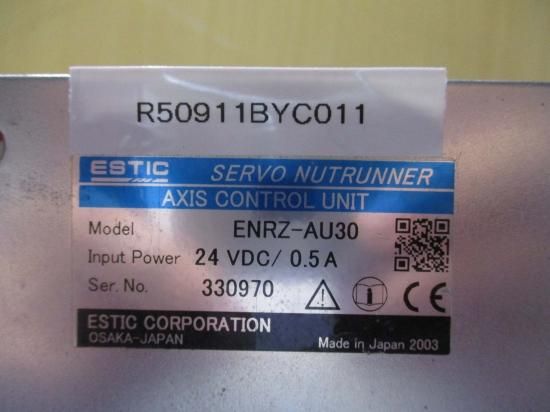 R50911BYC011
ESTIC SERVO NUTRUNNER
AXIS CONTROL UNIT
Model ENRZ-AU30
Input Power 24 VDC/ 0.5 A
Ser. No. 330970
CE
ESTIC CORPORATION
OSAKA-JAPAN
Made in Japan 2003